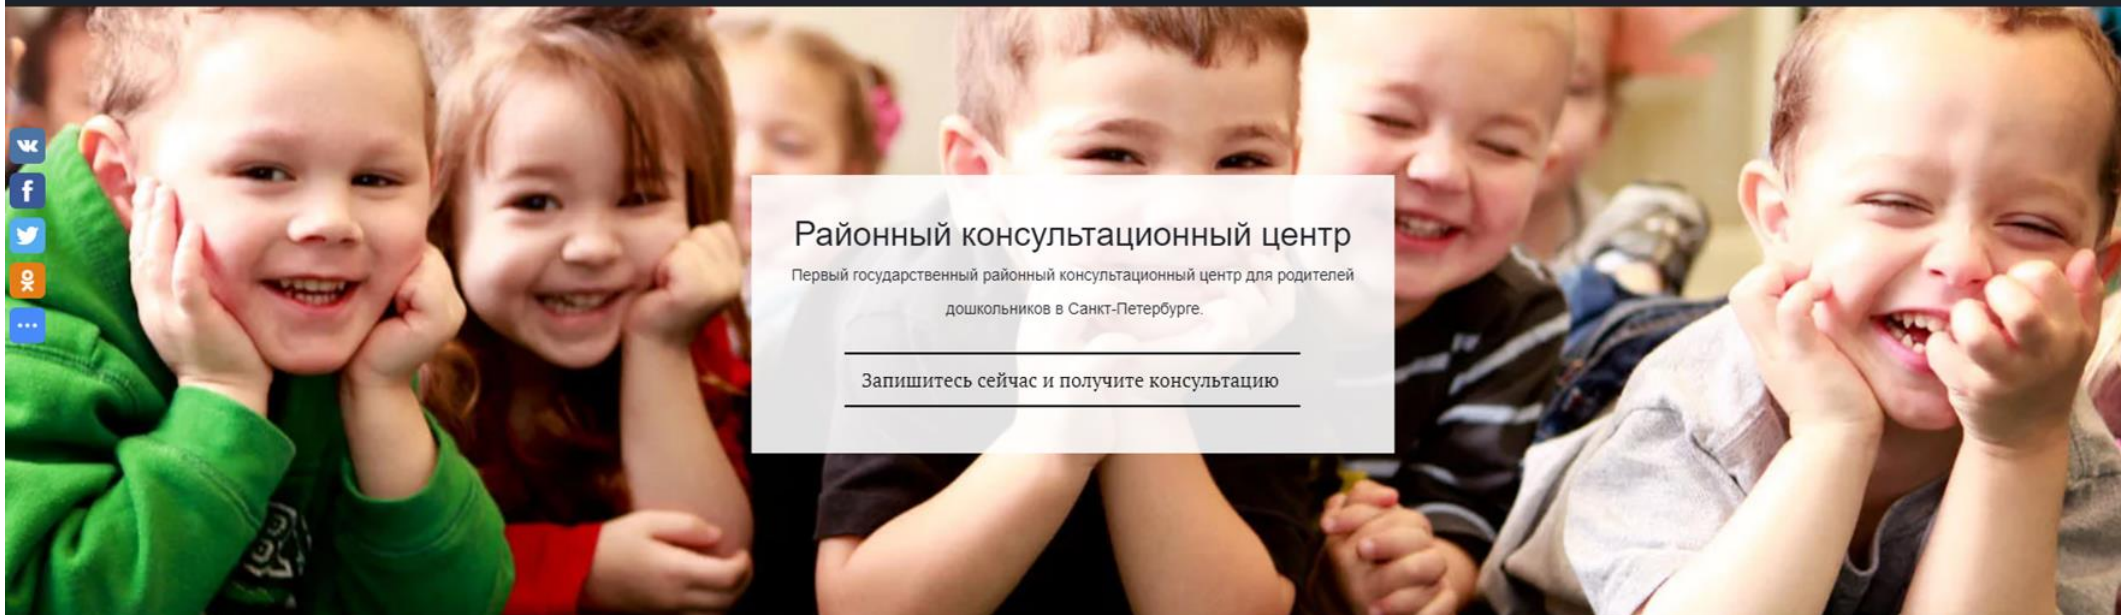 Районный консультационный центр
Первый государственный районный консультационный центр для родителей
дошкольников в Санкт-Петербурге.
Запишитесь сейчас и получите консультацию